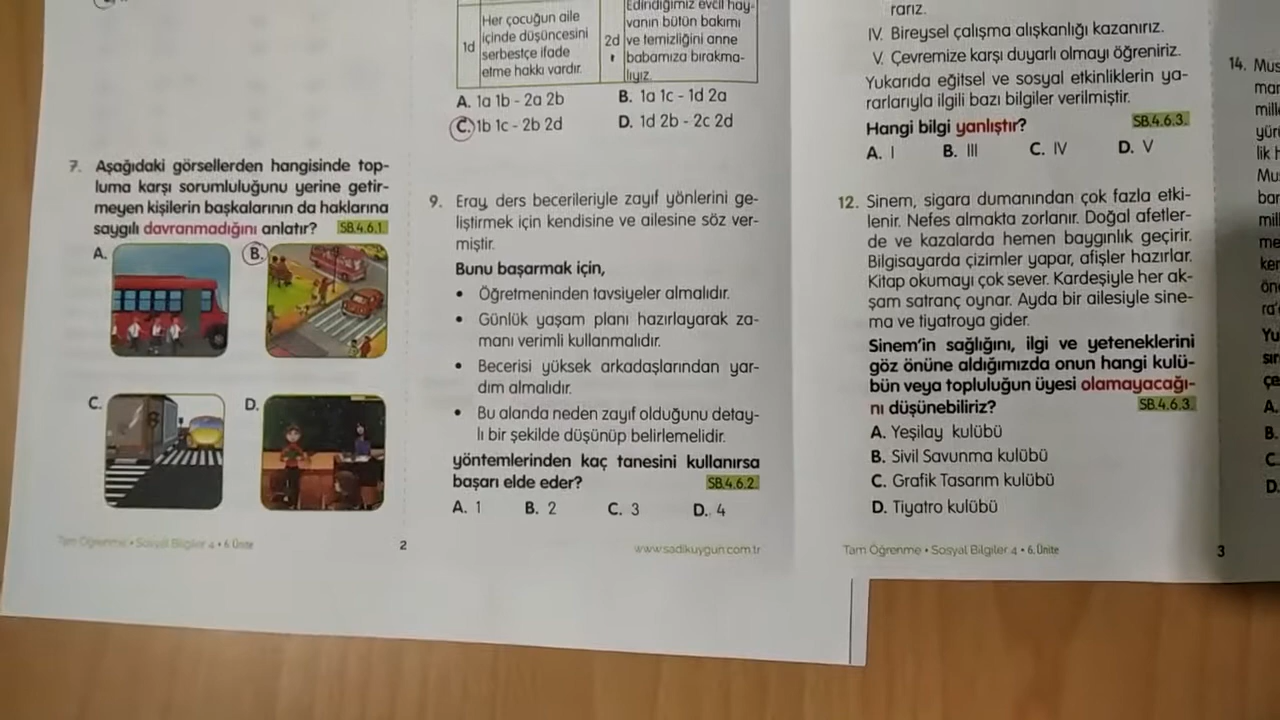 Her çocuğun aile
içinde düşüncesini
1d
serbestçe ifade
etme hakkı vardır.
Edindiğimiz evcil hay-
vanın bütün bakımı
2d
ve temizliğini anne
babamıza bırakma-
lıyız.
A. 1a 1b - 2a 2b
B. 1a 1c - 1d 2a
C. 1b 1c - 2b 2d
D. 1d 2b - 2c 2d
7. Aşağıdaki görsellerden hangisinde top-
luma karşı sorumluluğunu yerine getir-
meyen kişilerin başkalarının da haklarına
saygılı davranmadığını anlatır? SB.4.6.1.
A.
B.
C.
D.
9. Eray, ders becerileriyle zayıf yönlerini ge-
liştirmek için kendisine ve ailesine söz ver-
miştir.
Bunu başarmak için,
• Öğretmeninden tavsiyeler almalıdır.
• Günlük yaşam planı hazırlayarak za-
manı verimli kullanmalıdır.
• Becerisi yüksek arkadaşlarından yar-
dım almalıdır.
• Bu alanda neden zayıf olduğunu detay-
lı bir şekilde düşünüp belirlemelidir.
yöntemlerinden kaç tanesini kullanırsa
başarı elde eder? SB.4.6.2.
A. 1 B. 2 C. 3 D. 4
Tam Öğrenme • Sosyal Bilgiler 4 • 6. Ünite
2
www.sadikuygun.com.tr
rarız.
IV. Bireysel çalışma alışkanlığı kazanırız.
V. Çevremize karşı duyarlı olmayı öğreniriz.
Yukarıda eğitsel ve sosyal etkinliklerin ya-
rarlarıyla ilgili bazı bilgiler verilmiştir.
Hangi bilgi yanlıştır? SB.4.6.3.
A. I B. III C. IV D. V
12. Sinem, sigara dumanından çok fazla etki-
lenir. Nefes almakta zorlanır. Doğal afetler-
de ve kazalarda hemen baygınlık geçirir.
Bilgisayarda çizimler yapar, afişler hazırlar.
Kitap okumayı çok sever. Kardeşiyle her ak-
şam satranç oynar. Ayda bir ailesiyle sine-
ma ve tiyatroya gider.
Sinem'in sağlığını, ilgi ve yeteneklerini
göz önüne aldığımızda onun hangi kulü-
bün veya topluluğun üyesi olamayacağı-
nı düşünebiliriz? SB.4.6.3.
A. Yeşilay kulübü
B. Sivil Savunma kulübü
C. Grafik Tasarım kulübü
D. Tiyatro kulübü
Tam Öğrenme • Sosyal Bilgiler 4 • 6. Ünite
3
14. Mus
A.
B.
C.
D.